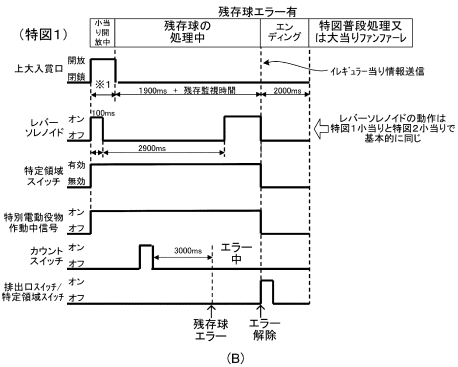 残存球エラー有
(特図1)
小当り開放中
残存球の処理中
エンディング
特図普段処理又は大当りファンファーレ
上大入賞口
開放
閉鎖
※1
イレギュラー当り情報送信
1900ms + 残存監視時間
2000ms
レバーソレノイド
オン
オフ
100ms
2900ms
レバーソレノイドの動作は
特図1小当りと特図2小当りで
基本的に同じ
特定領域
スイッチ
有効
無効
特別電動役物
作動中信号
オン
オフ
カウント
スイッチ
オン
オフ
3000ms
エラー中
排出口スイッチ/
特定領域スイッチ
オン
オフ
残存球
エラー
エラー
解除
(B)